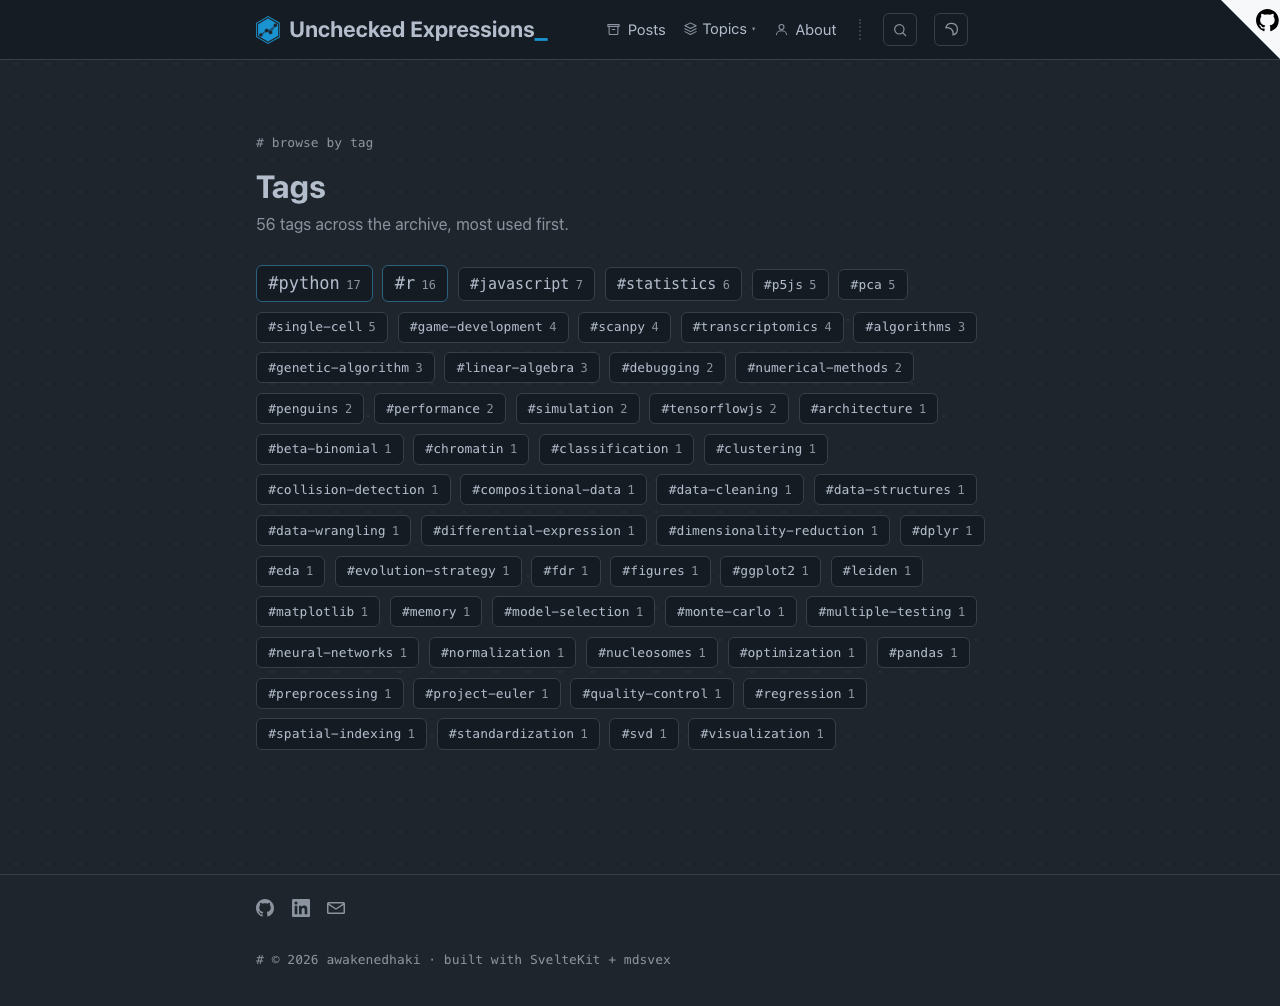 Unchecked Expressions_ Posts Topics About
# browse by tag
Tags
56 tags across the archive, most used first.
#python 17 #r 16 #javascript 7 #statistics 6 #p5js 5 #pca 5
#single-cell 5 #game-development 4 #scanpy 4 #transcriptomics 4 #algorithms 3
#genetic-algorithm 3 #linear-algebra 3 #debugging 2 #numerical-methods 2
#penguins 2 #performance 2 #simulation 2 #tensorflowjs 2 #architecture 1
#beta-binomial 1 #chromatin 1 #classification 1 #clustering 1
#collision-detection 1 #compositional-data 1 #data-cleaning 1 #data-structures 1
#data-wrangling 1 #differential-expression 1 #dimensionality-reduction 1 #dplyr 1
#eda 1 #evolution-strategy 1 #fdr 1 #figures 1 #ggplot2 1 #leiden 1
#matplotlib 1 #memory 1 #model-selection 1 #monte-carlo 1 #multiple-testing 1
#neural-networks 1 #normalization 1 #nucleosomes 1 #optimization 1 #pandas 1
#preprocessing 1 #project-euler 1 #quality-control 1 #regression 1
#spatial-indexing 1 #standardization 1 #svd 1 #visualization 1
# © 2026 awakenedhaki · built with SvelteKit + mdsvex